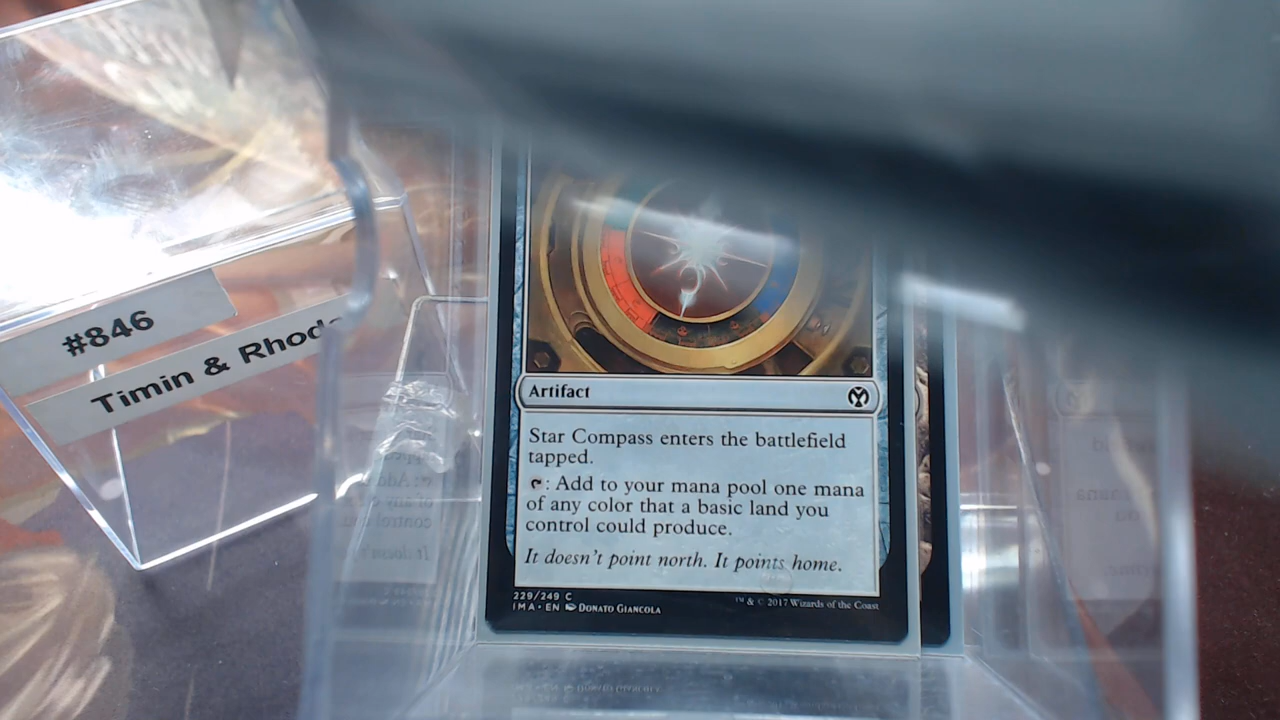 #846
Timin & Rhod
Artifact
Star Compass enters the battlefield
tapped.
: Add to your mana pool one mana
of any color that a basic land you
control could produce.
It doesn't point north. It points home.
229/249 C
IMA • EN Donato Giancola
™ & © 2017 Wizards of the Coast